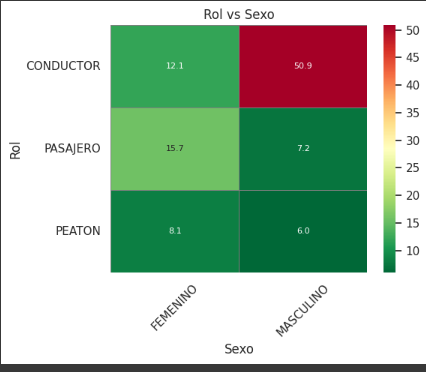 Rol vs Sexo
CONDUCTOR
12.1
50.9
PASAJERO
15.7
7.2
PEATON
8.1
6.0
Rol
FEMENINO
MASCULINO
Sexo
50
45
40
35
30
25
20
15
10